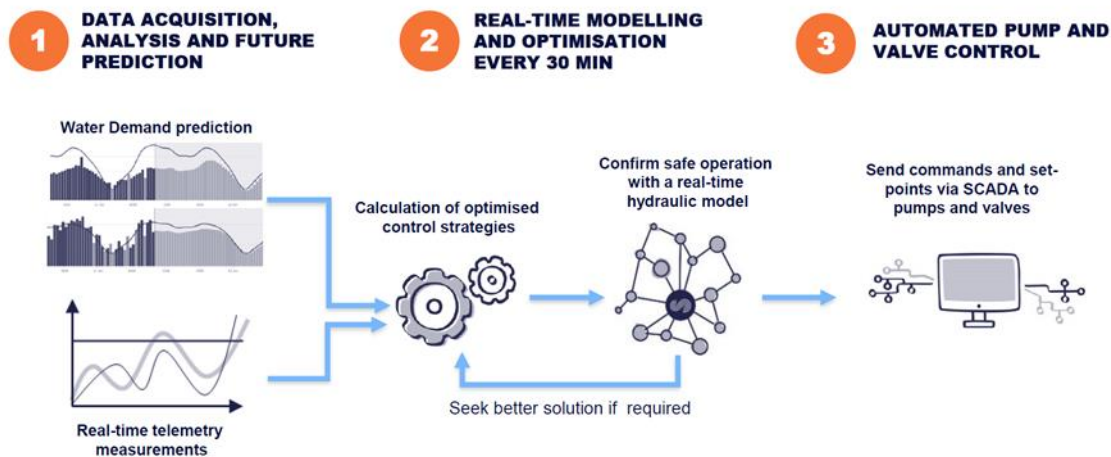 1
DATA ACQUISITION,
ANALYSIS AND FUTURE
PREDICTION
2
REAL-TIME MODELLING
AND OPTIMISATION
EVERY 30 MIN
3
AUTOMATED PUMP AND
VALVE CONTROL
Water Demand prediction
Real-time telemetry
measurements
Calculation of optimised
control strategies
Confirm safe operation
with a real-time
hydraulic model
Seek better solution if required
Send commands and set-
points via SCADA to
pumps and valves